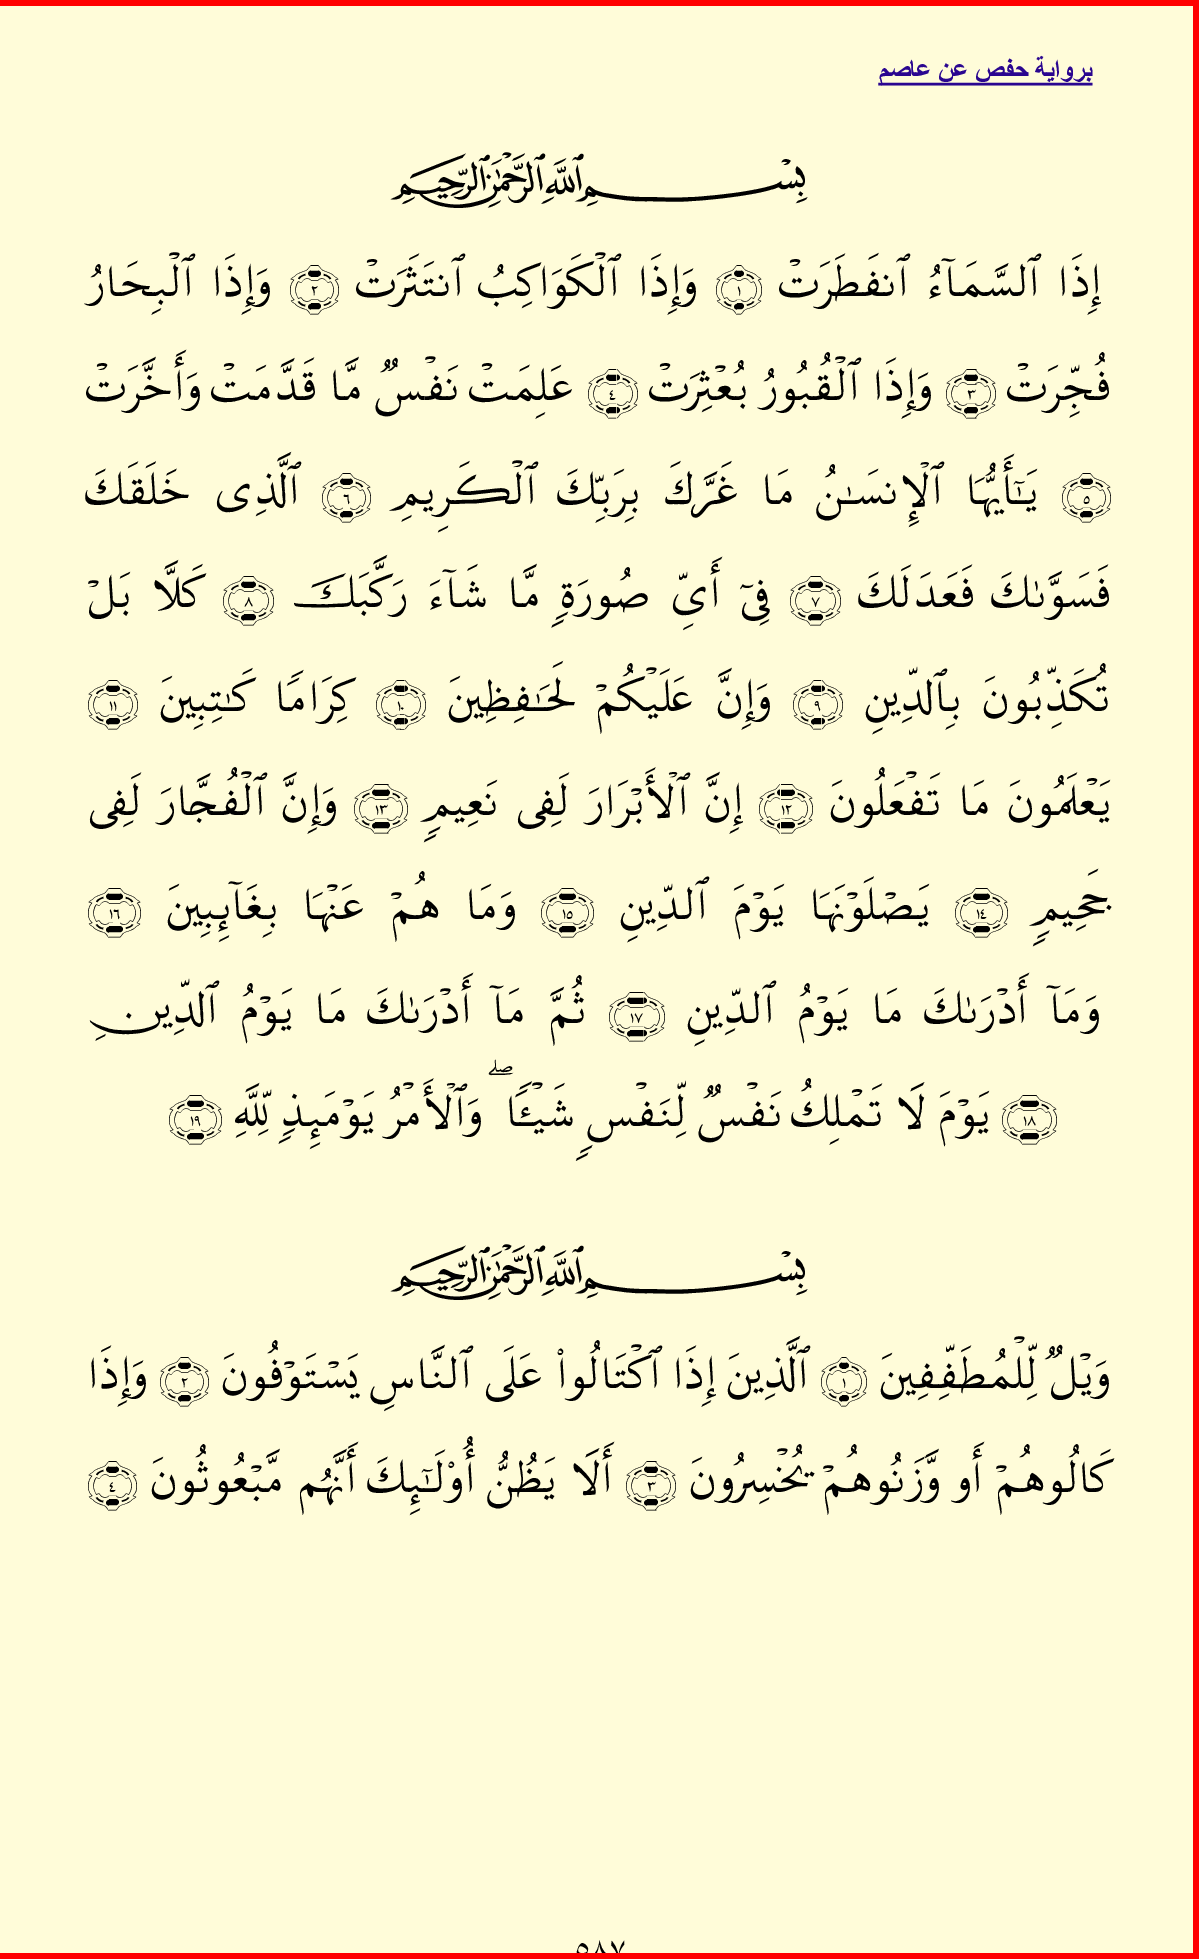 برواية حفص عن عاصم
بِسْمِ ٱللَّهِ ٱلرَّحْمَٰنِ ٱلرَّحِيمِ
إِذَا ٱلسَّمَآءُ ٱنفَطَرَتْ ١ وَإِذَا ٱلْكَوَاكِبُ ٱنتَثَرَتْ ٢ وَإِذَا ٱلْبِحَارُ
فُجِّرَتْ ٣ وَإِذَا ٱلْقُبُورُ بُعْثِرَتْ ٤ عَلِمَتْ نَفْسٌ مَّا قَدَّمَتْ وَأَخَّرَتْ
٥ يَـٰٓأَيُّهَا ٱلْإِنسَـٰنُ مَا غَرَّكَ بِرَبِّكَ ٱلْكَرِيمِ ٦ ٱلَّذِى خَلَقَكَ
فَسَوَّىٰكَ فَعَدَلَكَ ٧ فِىٓ أَىِّ صُورَةٍ مَّا شَآءَ رَكَّبَكَ ٨ كَلَّا بَلْ
تُكَذِّبُونَ بِٱلدِّينِ ٩ وَإِنَّ عَلَيْكُمْ لَحَـٰفِظِينَ ١٠ كِرَامًا كَـٰتِبِينَ ١١
يَعْلَمُونَ مَا تَفْعَلُونَ ١٢ إِنَّ ٱلْأَبْرَارَ لَفِى نَعِيمٍ ١٣ وَإِنَّ ٱلْفُجَّارَ لَفِى
جَحِيمٍ ١٤ يَصْلَوْنَهَا يَوْمَ ٱلدِّينِ ١٥ وَمَا هُمْ عَنْهَا بِغَآئِبِينَ ١٦
وَمَآ أَدْرَىٰكَ مَا يَوْمُ ٱلدِّينِ ١٧ ثُمَّ مَآ أَدْرَىٰكَ مَا يَوْمُ ٱلدِّينِ
١٨ يَوْمَ لَا تَمْلِكُ نَفْسٌ لِّنَفْسٍ شَيْـًٔا ۖ وَٱلْأَمْرُ يَوْمَئِذٍ لِّلَّهِ ١٩
بِسْمِ ٱللَّهِ ٱلرَّحْمَٰنِ ٱلرَّحِيمِ
وَيْلٌ لِّلْمُطَفِّفِينَ ١ ٱلَّذِينَ إِذَا ٱكْتَالُوا۟ عَلَى ٱلنَّاسِ يَسْتَوْفُونَ ٢ وَإِذَا
كَالُوهُمْ أَو وَّزَنُوهُمْ يُخْسِرُونَ ٣ أَلَا يَظُنُّ أُو۟لَـٰٓئِكَ أَنَّهُم مَّبْعُوثُونَ ٤
٥٨٧